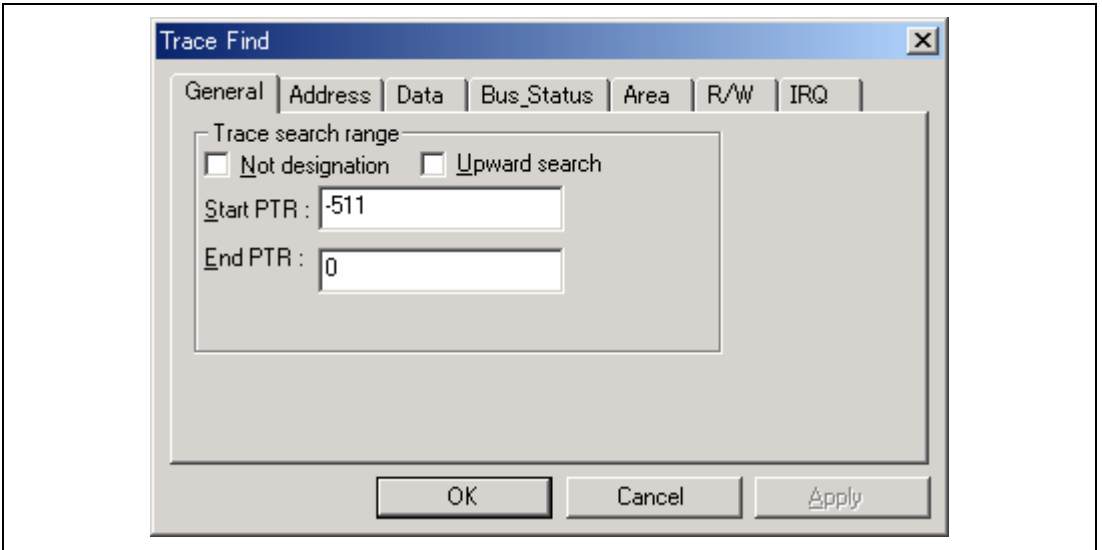 Trace Find
General Address Data Bus_Status Area R/W IRQ
Trace search range
Not designation Upward search
Start PTR : -511
End PTR : 0
OK Cancel Apply